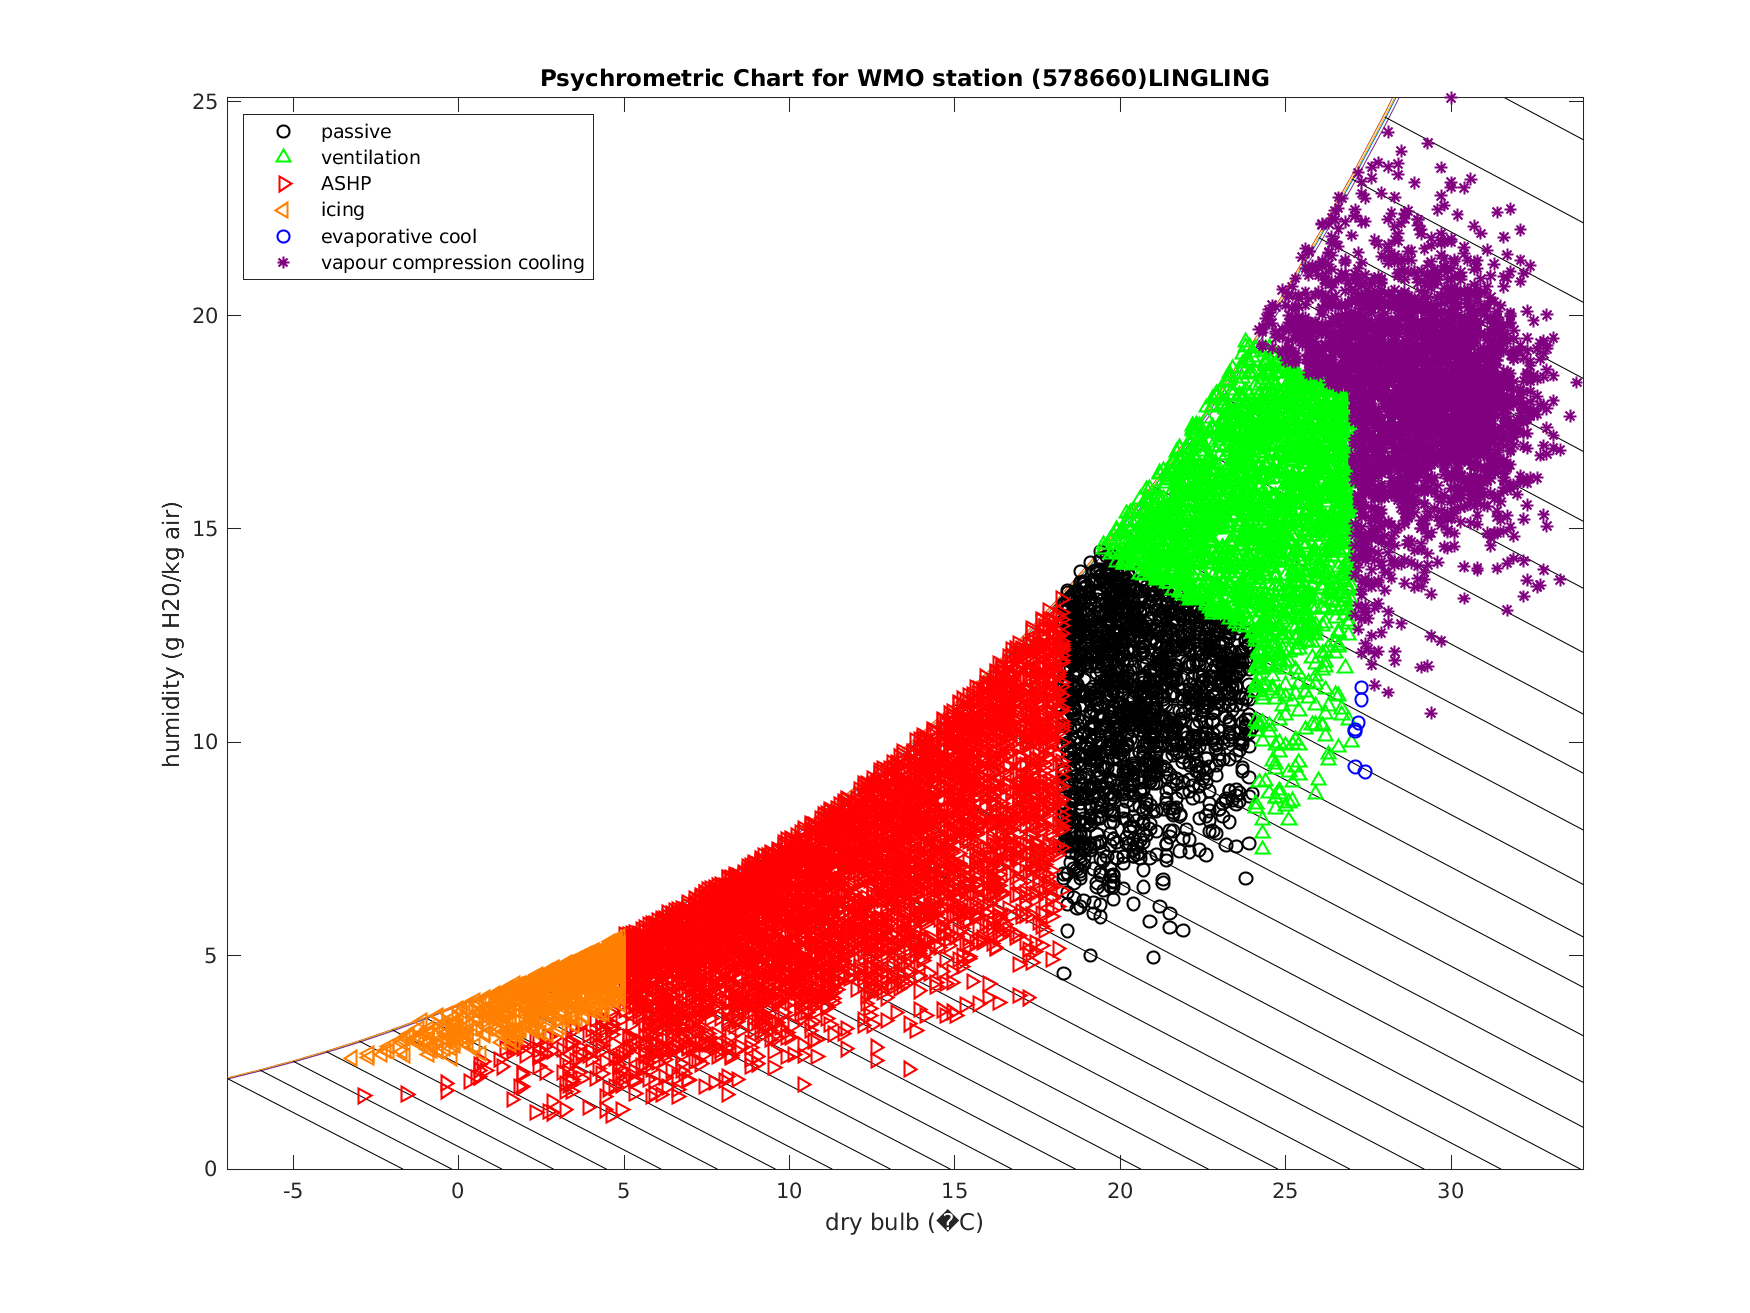 Psychrometric Chart for WMO station (578660)LINGLING
25
20
15
10
5
0
humidity (g H20/kg air)
passive
ventilation
ASHP
icing
evaporative cool
vapour compression cooling
-5
0
5
10
15
20
25
30
dry bulb (�C)